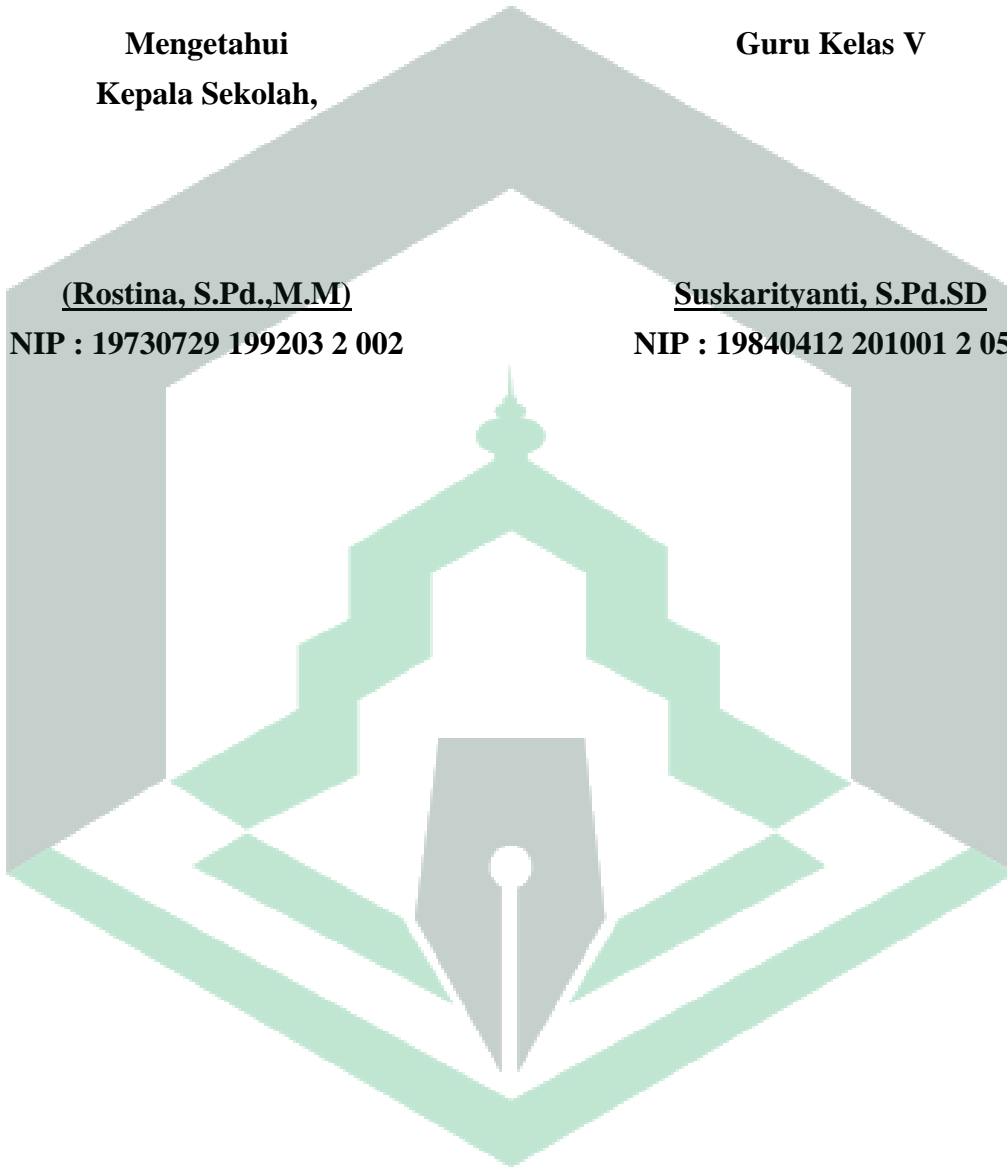 Mengetahui
Kepala Sekolah,
(Rostina, S.Pd.,M.M)
NIP : 19730729 199203 2 002
Guru Kelas V
Suskarityanti, S.Pd.SD
NIP : 19840412 201001 2 05